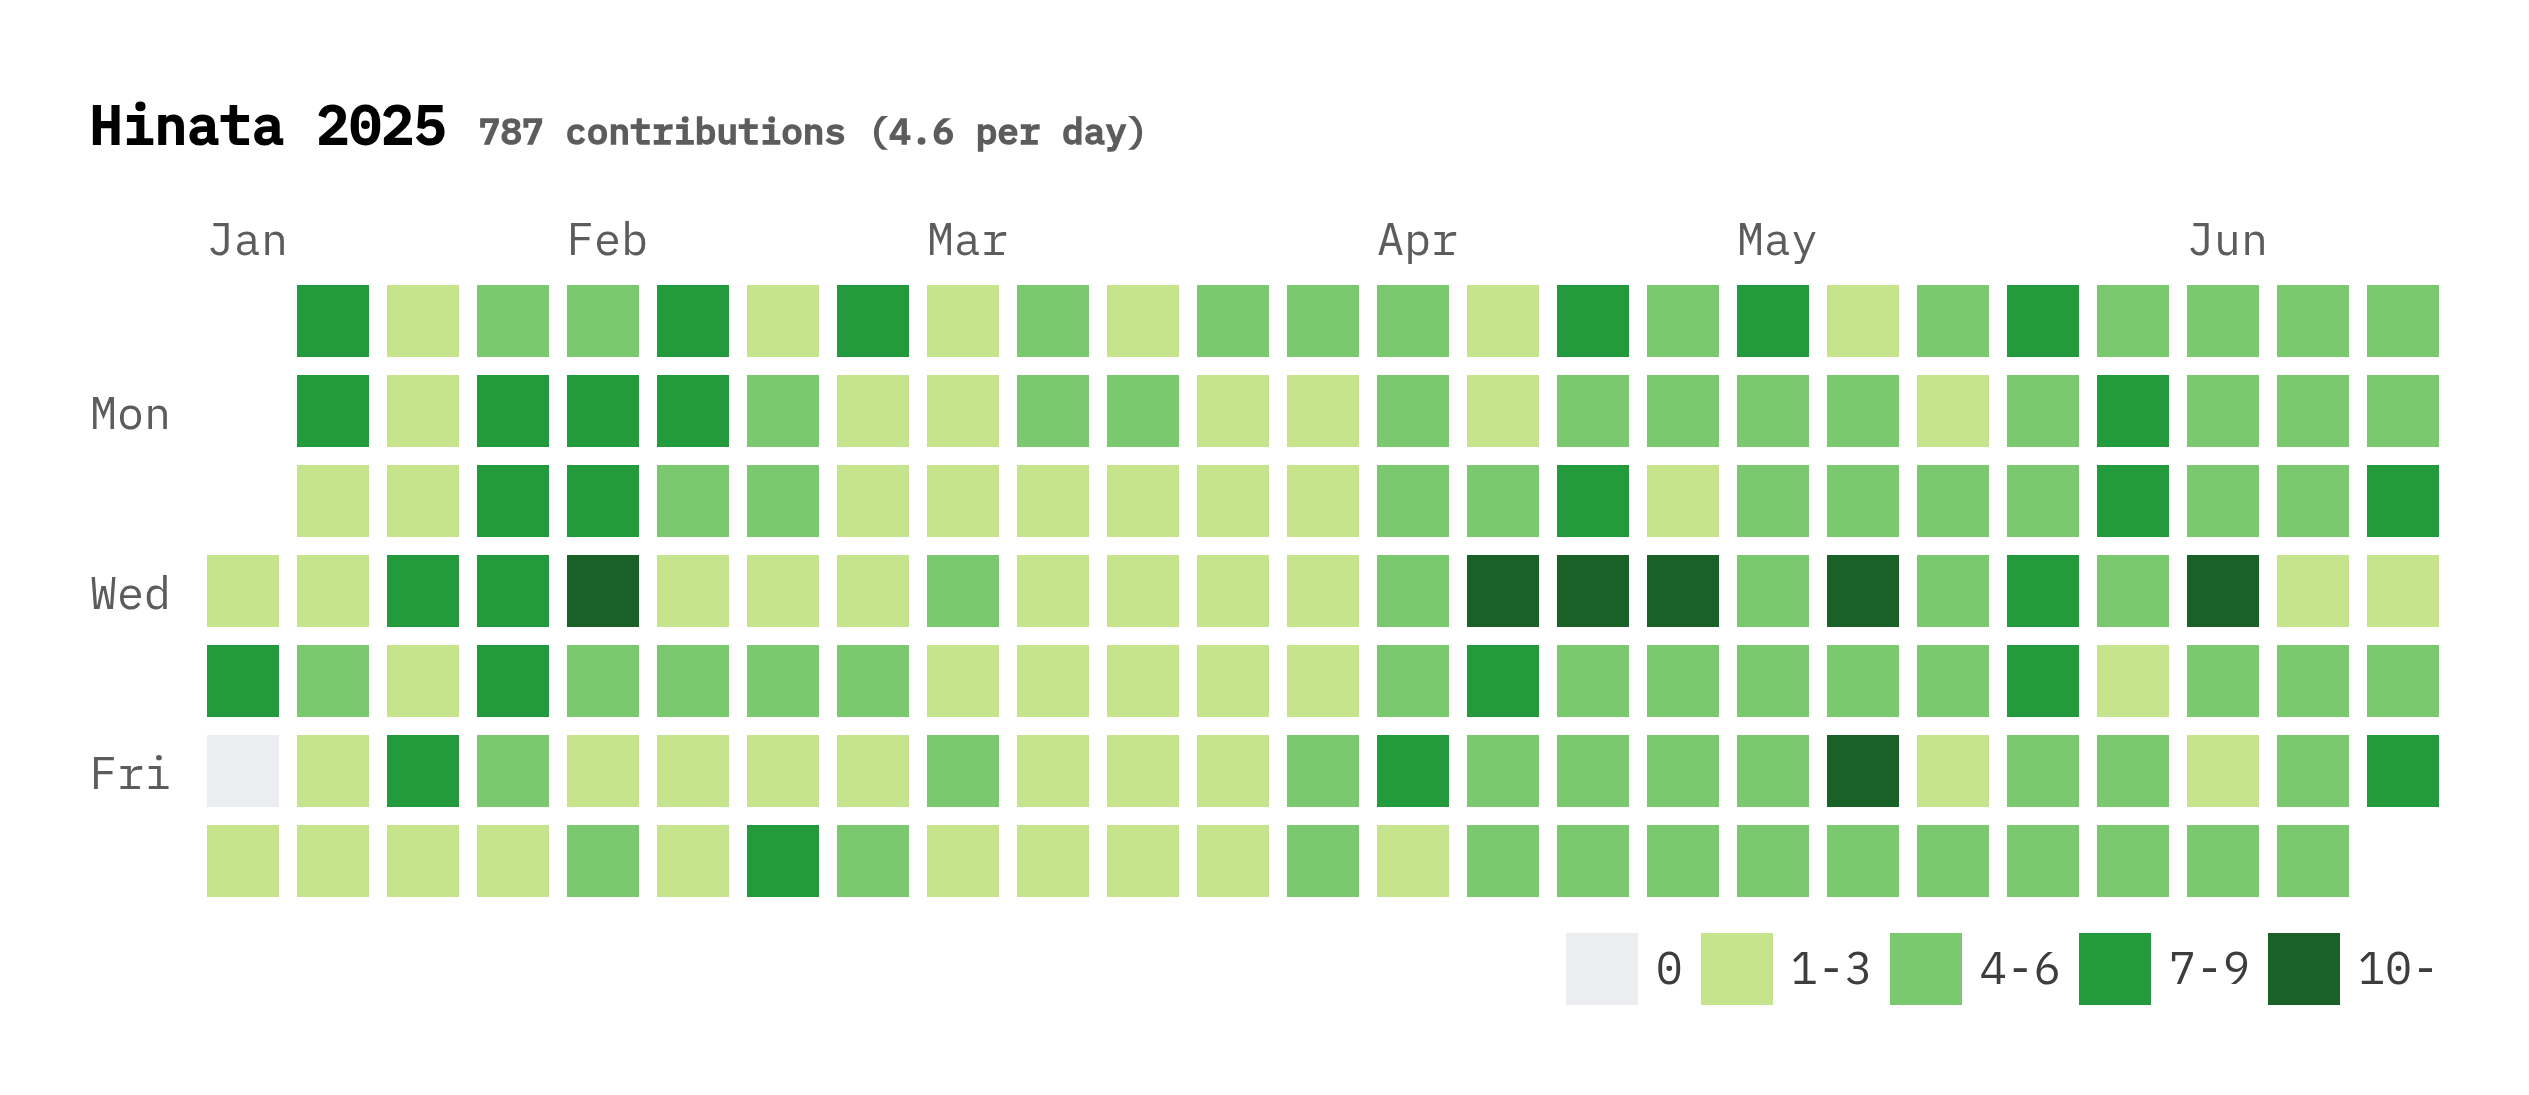 Hinata 2025 787 contributions (4.6 per day)
Jan Feb Mar Apr May Jun
Mon
Wed
Fri
0 1-3 4-6 7-9 10-